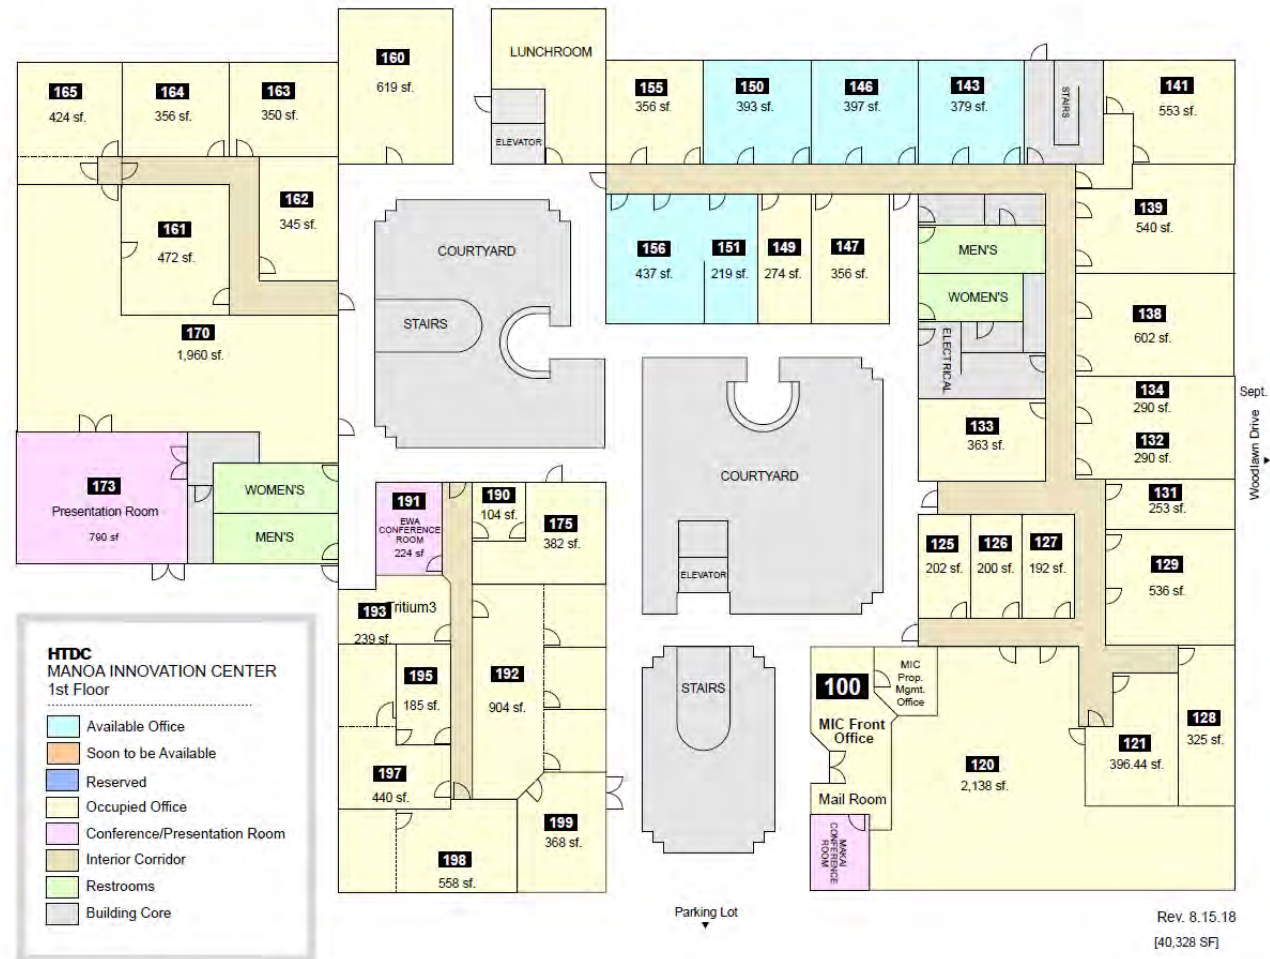 160
619 sf.
LUNCHROOM
ELEVATOR
165
424 sf.
164
356 sf.
163
350 sf.
155
356 sf.
150
393 sf.
146
397 sf.
143
379 sf.
STAIRS
141
553 sf.
162
345 sf.
161
472 sf.
COURTYARD
STAIRS
156
437 sf.
151
219 sf.
149
274 sf.
147
356 sf.
MEN'S
WOMEN'S
ELECTRICAL
139
540 sf.
138
602 sf.
170
1,960 sf.
134
290 sf.
132
290 sf.
Sept.
Woodlawn Drive
133
363 sf.
COURTYARD
ELEVATOR
173
Presentation Room
790 sf
WOMEN'S
MEN'S
191
EWA
CONFERENCE
ROOM
224 sf
190
104 sf.
175
382 sf.
131
253 sf.
125
202 sf.
126
200 sf.
127
192 sf.
129
536 sf.
193
Tritium3
239 sf.
195
185 sf.
192
904 sf.
STAIRS
100
MIC Front
Office
MIC
Prop.
Mgmt.
Office
Mail Room
MAKAI
CONFERENCE
ROOM
120
2,138 sf.
121
396.44 sf.
128
325 sf.
197
440 sf.
199
368 sf.
198
558 sf.
HTDC
MANOA INNOVATION CENTER
1st Floor
Available Office
Soon to be Available
Reserved
Occupied Office
Conference/Presentation Room
Interior Corridor
Restrooms
Building Core
Parking Lot
Rev. 8.15.18
[40,328 SF]